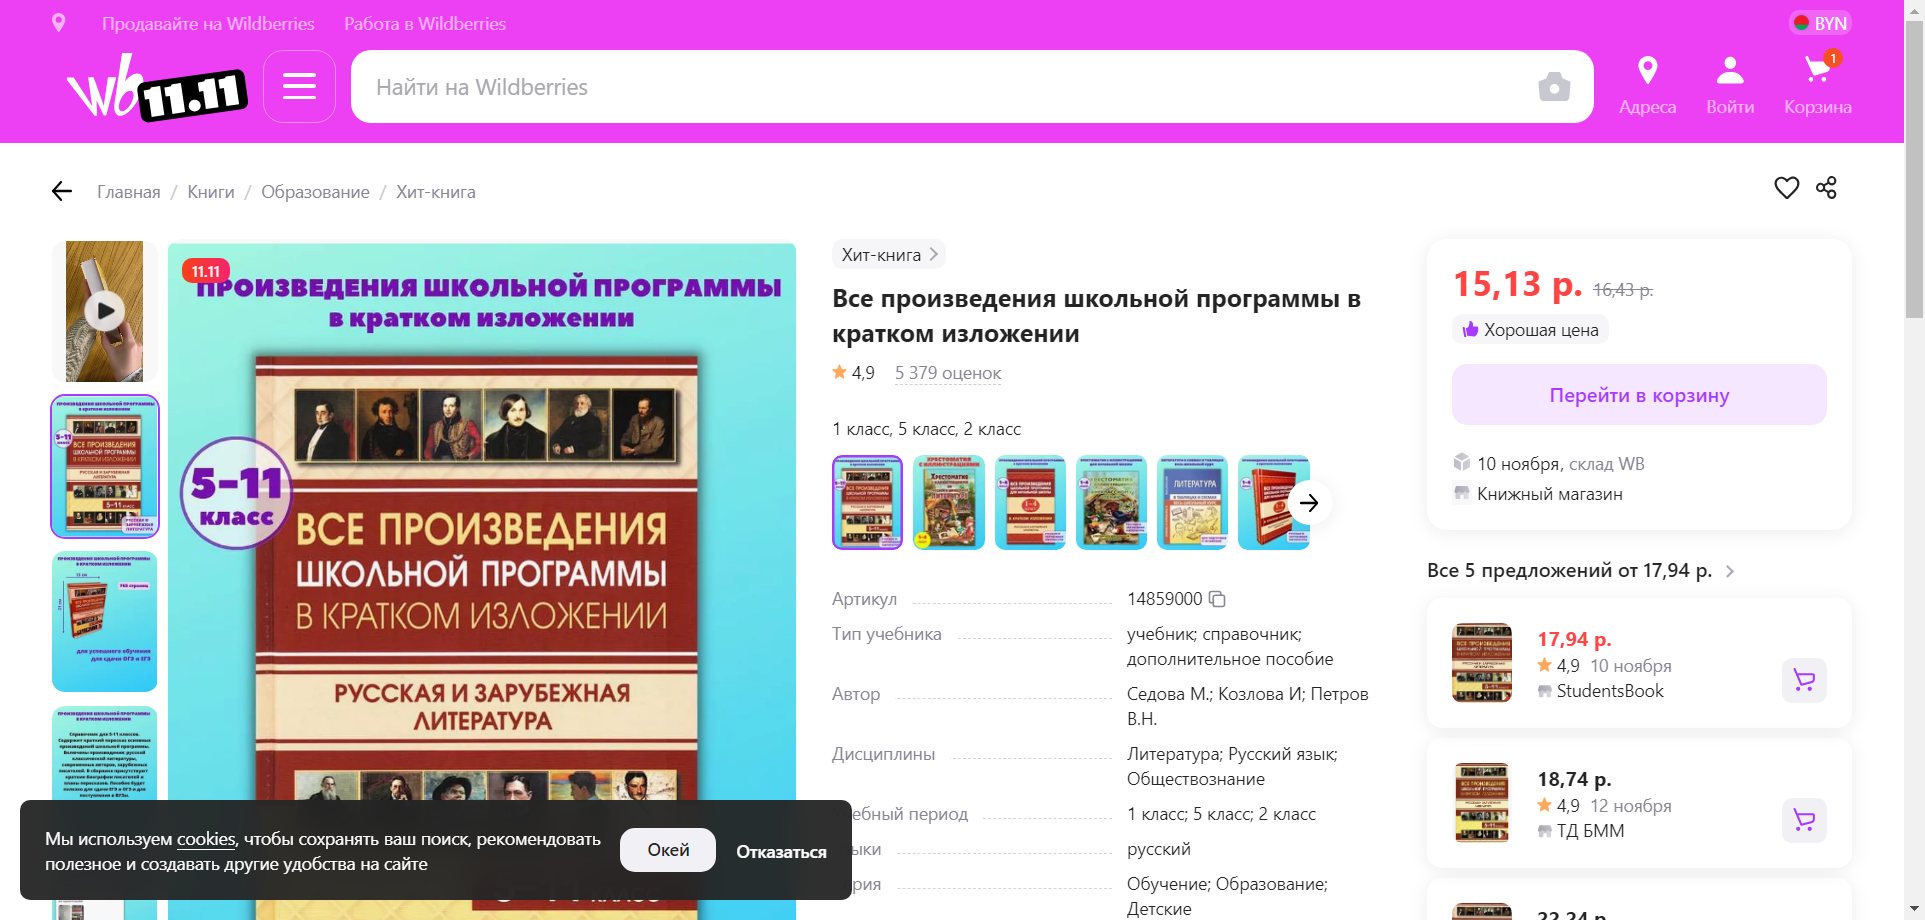 Продавайте на Wildberries
Работа в Wildberries
BYN
wb 11.11
Найти на Wildberries
Адреса
Войти
1
Корзина
Главная / Книги / Образование / Хит-книга
11.11
ПРОИЗВЕДЕНИЯ ШКОЛЬНОЙ ПРОГРАММЫ
в кратком изложении
5-11
класс
ВСЕ ПРОИЗВЕДЕНИЯ
ШКОЛЬНОЙ ПРОГРАММЫ
В КРАТКОМ ИЗЛОЖЕНИИ
РУССКАЯ И ЗАРУБЕЖНАЯ
ЛИТЕРАТУРА
Хит-книга
Все произведения школьной программы в
кратком изложении
4,9 5 379 оценок
1 класс, 5 класс, 2 класс
Артикул 14859000
Тип учебника учебник; справочник;
дополнительное пособие
Автор Седова М.; Козлова И; Петров
В.Н.
Дисциплины Литература; Русский язык;
Обществознание
ебный период 1 класс; 5 класс; 2 класс
ыки русский
рия Обучение; Образование;
Детские
15,13 р. 16,43 р.
Хорошая цена
Перейти в корзину
10 ноября, склад WB
Книжный магазин
Все 5 предложений от 17,94 р.
17,94 р.
4,9 10 ноября
StudentsBook
18,74 р.
4,9 12 ноября
ТД БММ
22,24 р.
Мы используем cookies, чтобы сохранять ваш поиск, рекомендовать
полезное и создавать другие удобства на сайте
Окей
Отказаться